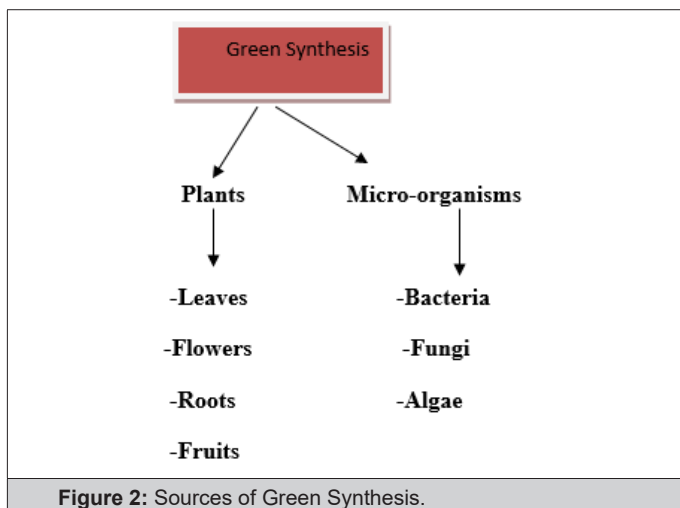 Green Synthesis
Plants
Micro-organisms
-Leaves
-Flowers
-Roots
-Fruits
-Bacteria
-Fungi
-Algae
Figure 2: Sources of Green Synthesis.